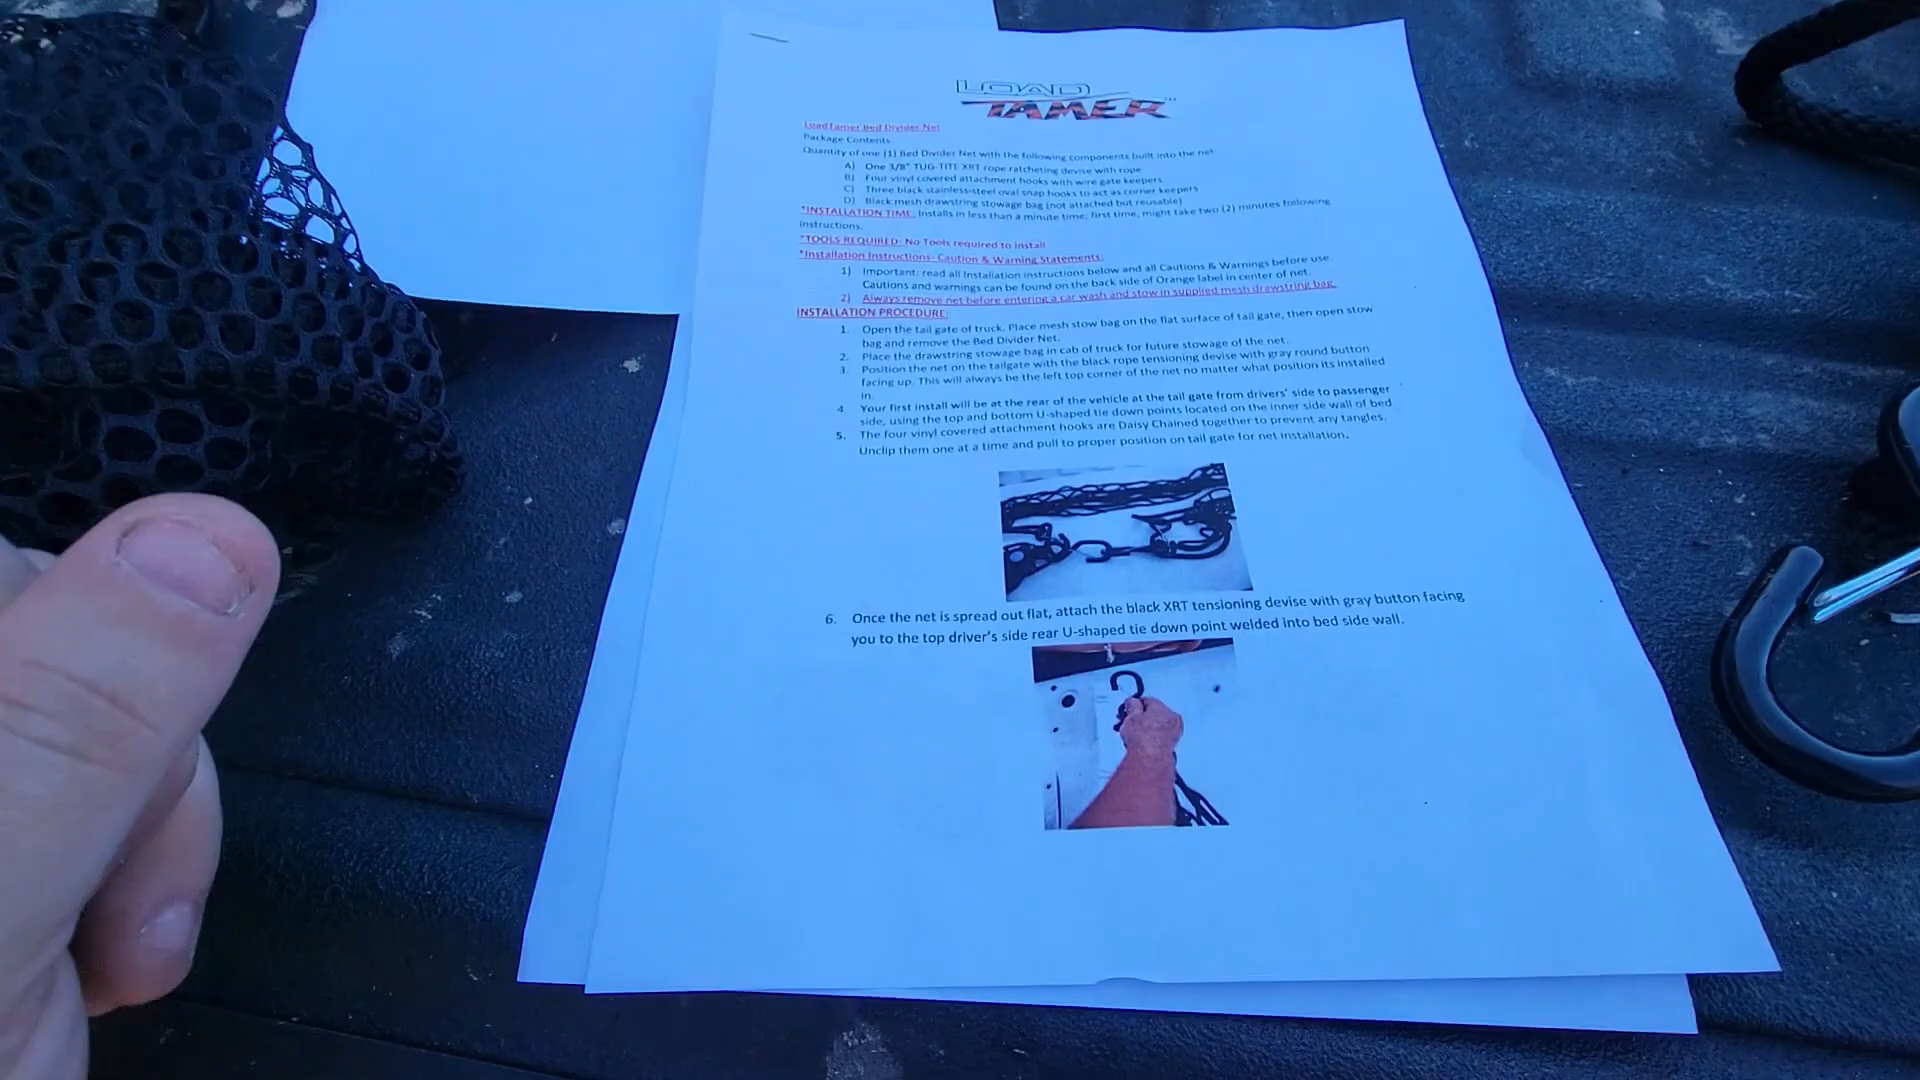 LOAD
TAMER™
LoadTamer Bed Divider Net
Package Contents
Quantity of one (1) Bed Divider Net with the following components built into the net
A) One 3/8" TUG-TITE XRT rope ratcheting devise with rope
B) Four vinyl covered attachment hooks with wire gate keepers
C) Three black stainless-steel oval snap hooks to act as corner keepers
D) Black mesh drawstring stowage bag (not attached but reusable)
*INSTALLATION TIME: Installs in less than a minute time; first time, might take two (2) minutes following
instructions.
*TOOLS REQUIRED: No Tools required to install
*Installation Instructions- Caution & Warning Statements:
1) Important: read all Installation instructions below and all Cautions & Warnings before use.
Cautions and warnings can be found on the back side of Orange label in center of net.
2) Always remove net before entering a car wash and stow in supplied mesh drawstring bag.
INSTALLATION PROCEDURE:
1. Open the tail gate of truck. Place mesh stow bag on the flat surface of tail gate, then open stow
bag and remove the Bed Divider Net.
2. Place the drawstring stowage bag in cab of truck for future stowage of the net.
3. Position the net on the tailgate with the black rope tensioning devise with gray round button
facing up. This will always be the left top corner of the net no matter what position its installed
in.
4. Your first install will be at the rear of the vehicle at the tail gate from drivers' side to passenger
side, using the top and bottom U-shaped tie down points located on the inner side wall of bed
5. The four vinyl covered attachment hooks are Daisy Chained together to prevent any tangles.
Unclip them one at a time and pull to proper position on tail gate for net installation.
6. Once the net is spread out flat, attach the black XRT tensioning devise with gray button facing
you to the top driver's side rear U-shaped tie down point welded into bed side wall.